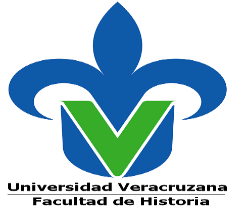 Universidad Veracruzana
Facultad de Historia